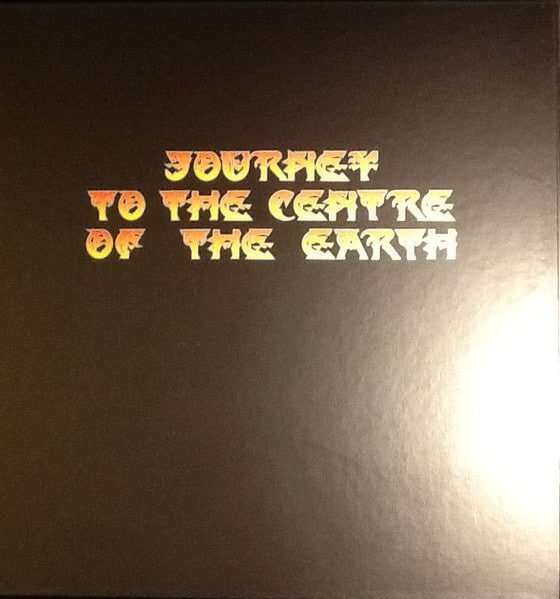 JOURNEY
TO THE CENTRE
OF THE EARTH